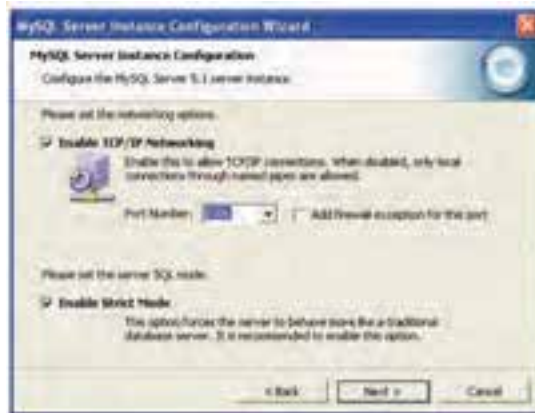 MySQL Server Instance Configuration Wizard
MySQL Server Instance Configuration
Configure the MySQL Server 5.1 server instance.
Please set the networking options.
Enable TCP/IP Networking
Enable this to allow TCP/IP connections. When disabled, only local
connections through named pipes are allowed.
Port Number:
Add firewall exception for this port
Please set the server SQL mode.
Enable Strict Mode
This option forces the server to behave more like a traditional
database server. It is recommended to enable this option.
< Back
Next >
Cancel